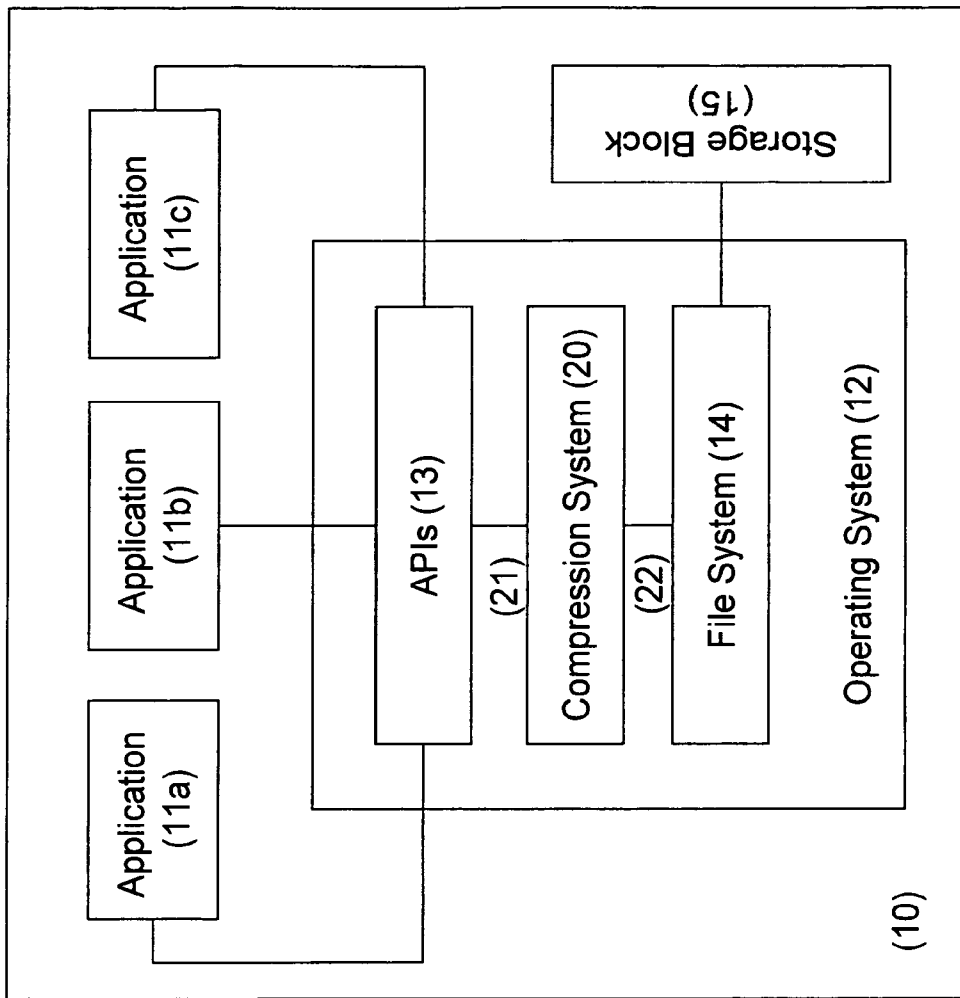 Application
(11a)
Application
(11b)
Application
(11c)
APIs (13)
(21)
Compression System (20)
(22)
File System (14)
Operating System (12)
Storage Block
(15)
(10)